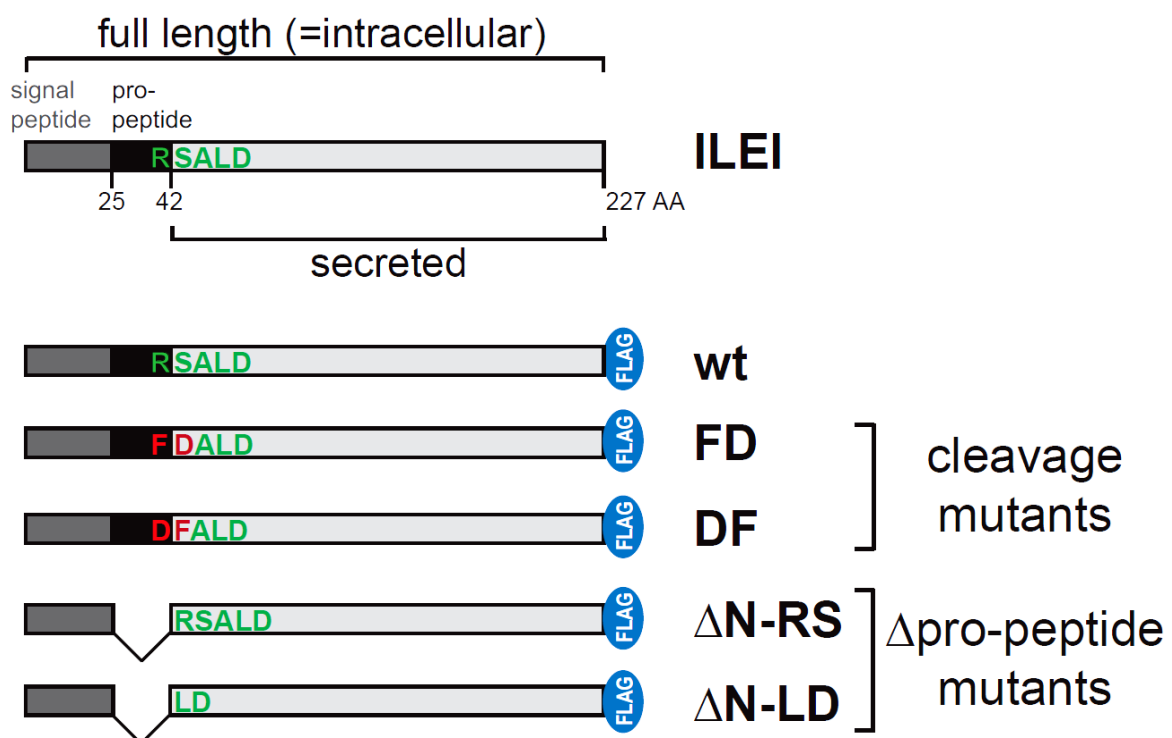 full length (=intracellular)
signal pro-
peptide peptide
RSALD ILEI
25 42 227 AA
secreted
RSALD FLAG wt
FDALD FLAG FD
cleavage
mutants
DFALD FLAG DF
RSALD FLAG ΔN-RS
Δpro-peptide
mutants
LD FLAG ΔN-LD